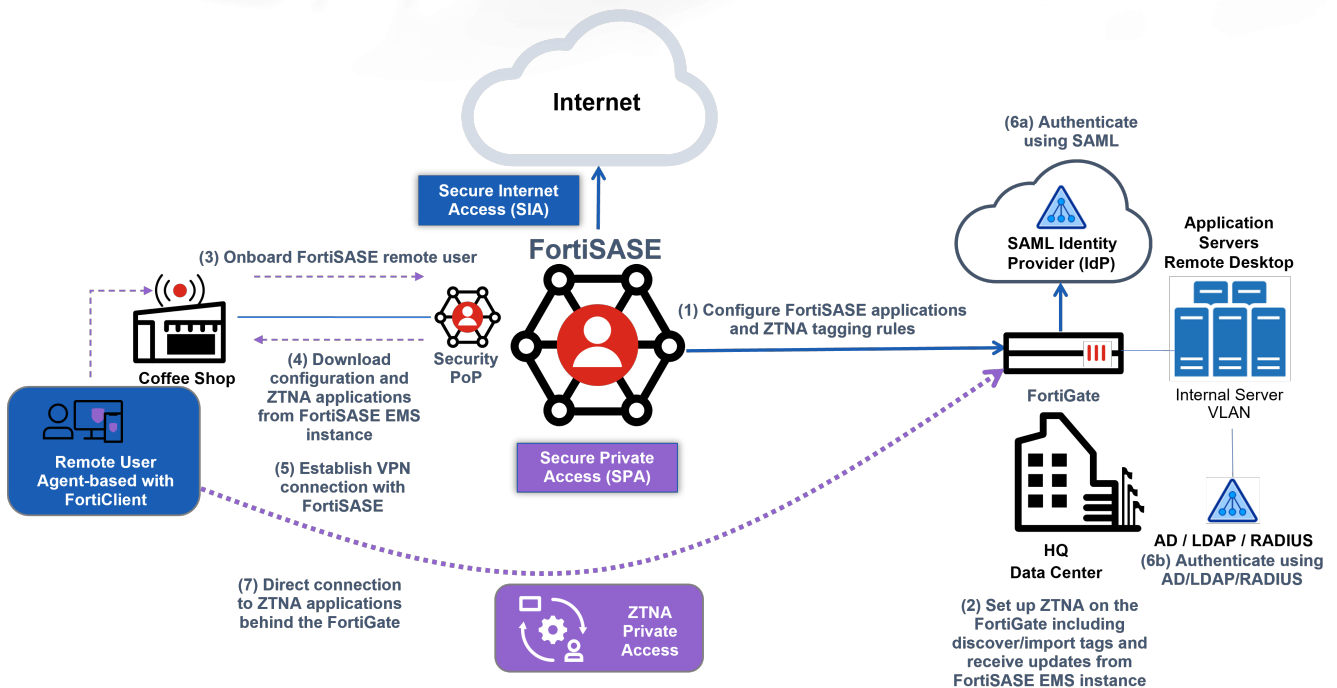 Internet
Secure Internet
Access (SIA)
FortiSASE
(3) Onboard FortiSASE remote user
Coffee Shop
Security
PoP
(4) Download
configuration and
ZTNA applications
from FortiSASE EMS
instance
(5) Establish VPN
connection with
FortiSASE
Remote User
Agent-based with
FortiClient
Secure Private
Access (SPA)
(1) Configure FortiSASE applications
and ZTNA tagging rules
(6a) Authenticate
using SAML
SAML Identity
Provider (IdP)
Application
Servers
Remote Desktop
FortiGate
Internal Server
VLAN
HQ
Data Center
AD / LDAP / RADIUS
(6b) Authenticate using
AD/LDAP/RADIUS
(7) Direct connection
to ZTNA applications
behind the FortiGate
ZTNA
Private
Access
(2) Set up ZTNA on the
FortiGate including
discover/import tags and
receive updates from
FortiSASE EMS instance